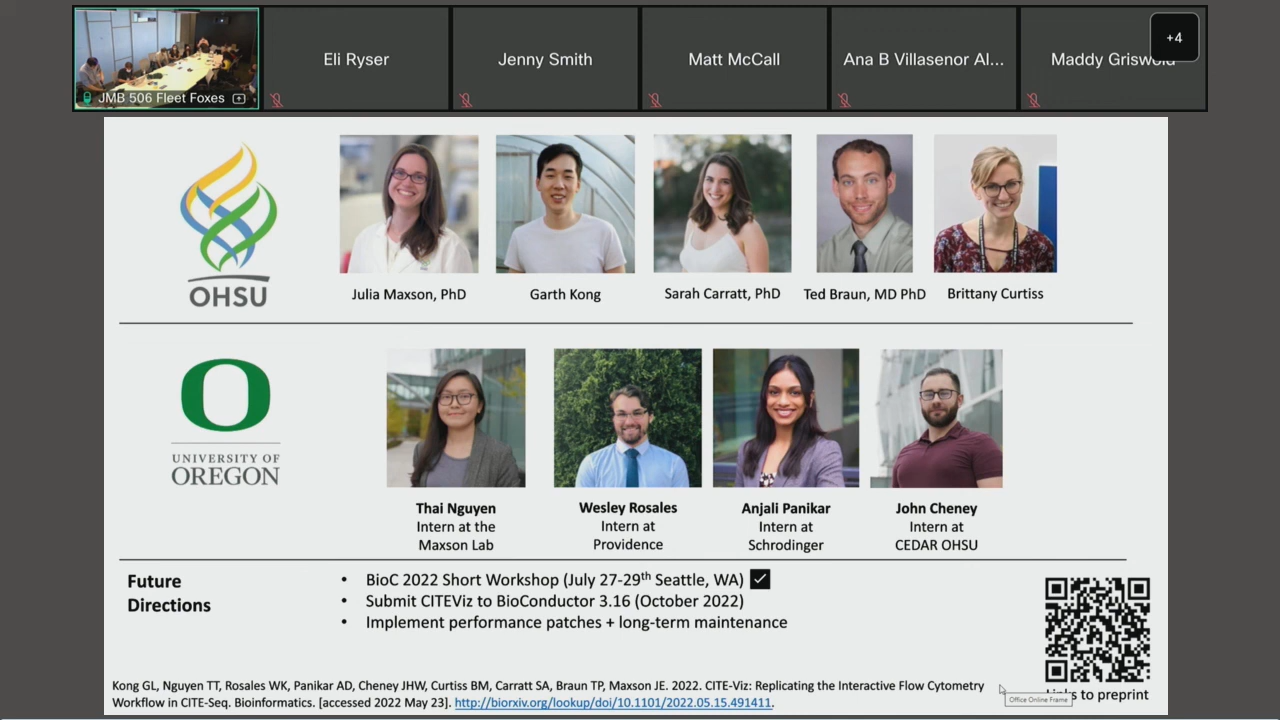 JMB 506 Fleet Foxes
Eli Ryser
Jenny Smith
Matt McCall
Ana B Villasenor Al...
Maddy Griswold
+4
OHSU
Julia Maxson, PhD
Garth Kong
Sarah Carratt, PhD
Ted Braun, MD PhD
Brittany Curtiss
O
UNIVERSITY OF
OREGON
Thai Nguyen
Intern at the
Maxson Lab
Wesley Rosales
Intern at
Providence
Anjali Panikar
Intern at
Schrodinger
John Cheney
Intern at
CEDAR OHSU
Future
Directions
• BioC 2022 Short Workshop (July 27-29th Seattle, WA)
• Submit CITEViz to BioConductor 3.16 (October 2022)
• Implement performance patches + long-term maintenance
Kong GL, Nguyen TT, Rosales WK, Panikar AD, Cheney JHW, Curtiss BM, Carratt SA, Braun TP, Maxson JE. 2022. CITE-Viz: Replicating the Interactive Flow Cytometry
Workflow in CITE-Seq. Bioinformatics. [accessed 2022 May 23]. http://biorxiv.org/lookup/doi/10.1101/2022.05.15.491411.
Office Online Frame
to preprint